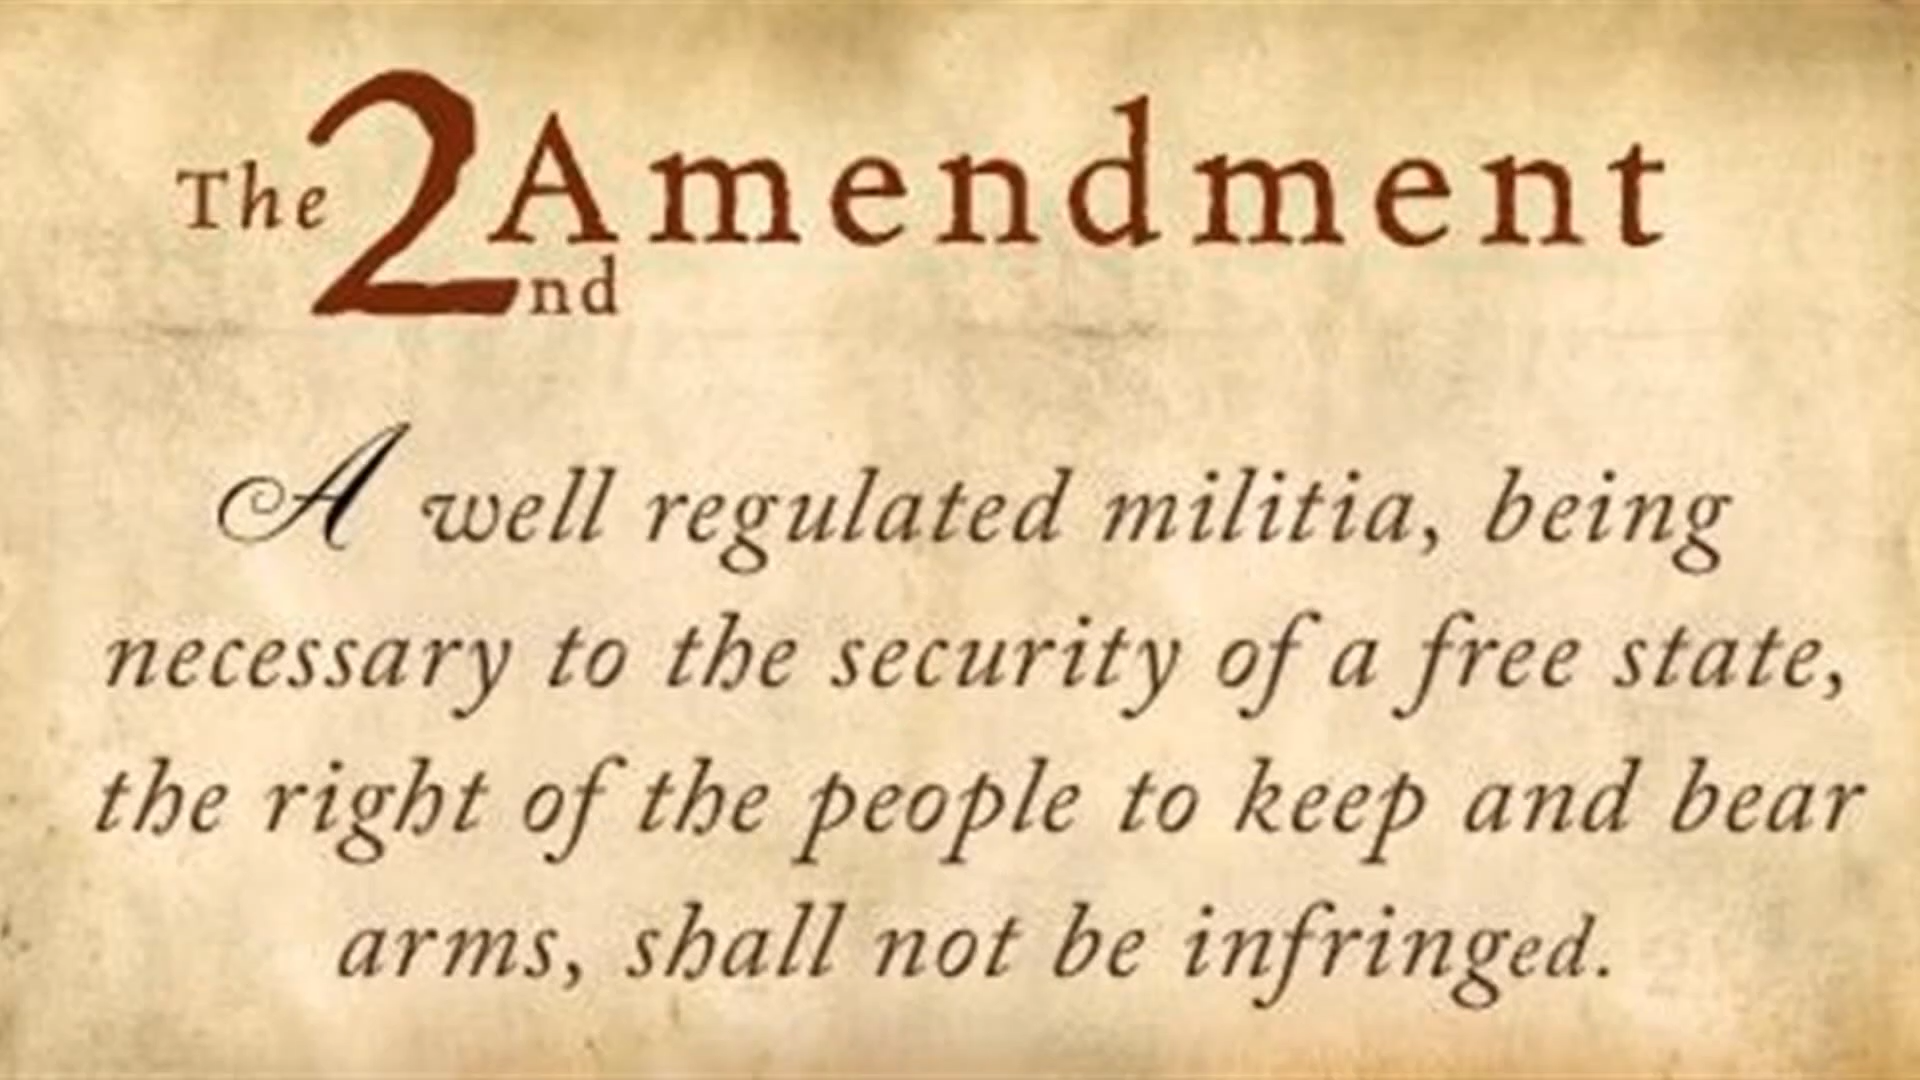 The 2nd Amendment
A well regulated militia, being
necessary to the security of a free state,
the right of the people to keep and bear
arms, shall not be infringed.